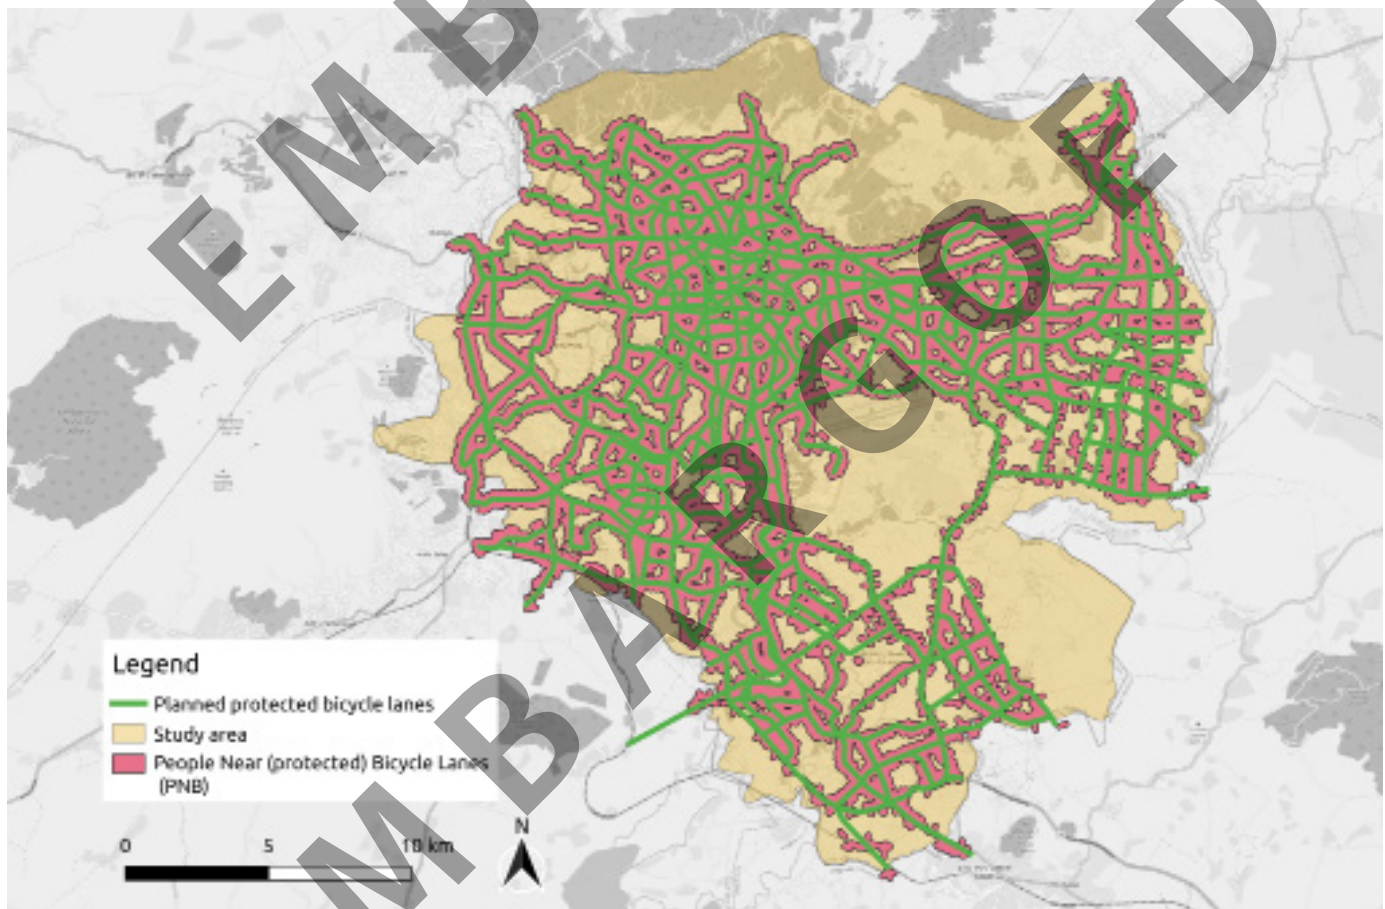 EMBARGOED
EMBARGOED
Legend
Planned protected bicycle lanes
Study area
People Near (protected) Bicycle Lanes
(PNB)
0 5 10 km
N